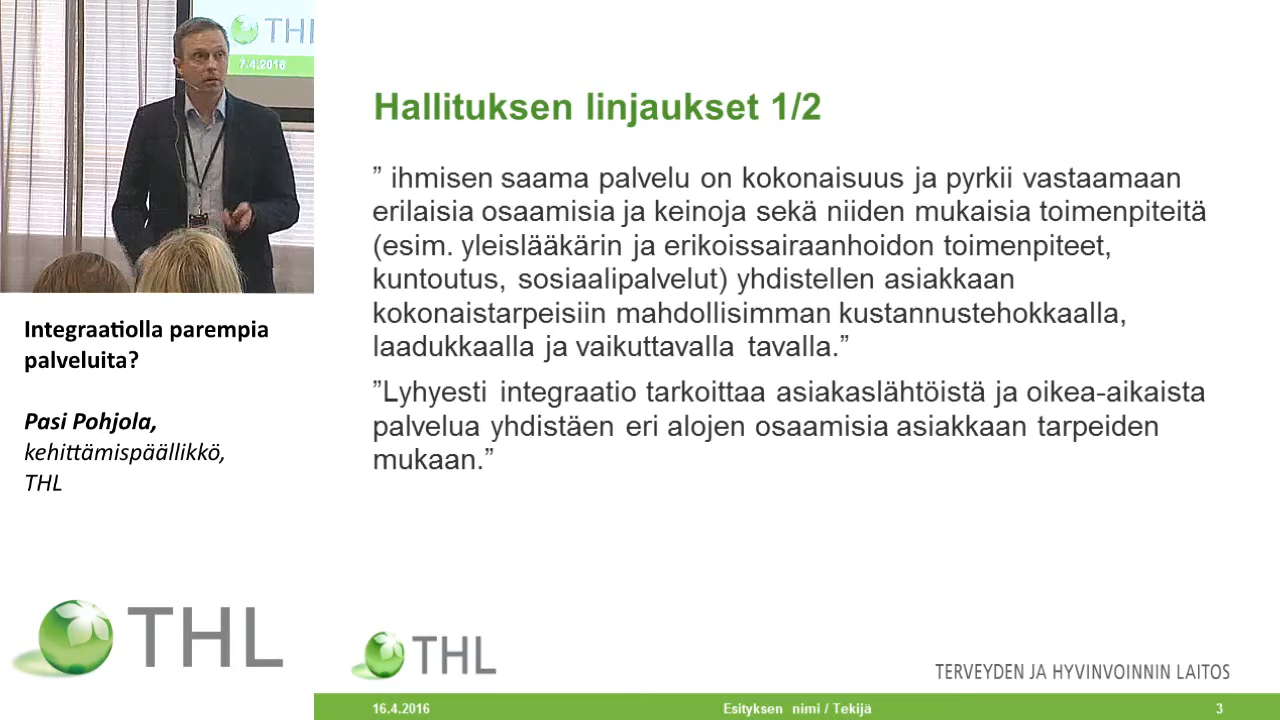 THL
7.4.2016
Integraatiolla parempia
palveluita?
Pasi Pohjola,
kehittämispäällikkö,
THL
THL
Hallituksen linjaukset 1/2
” ihmisen saama palvelu on kokonaisuus ja pyrkii vastaamaan
erilaisia osaamisia ja keinoja sekä niiden mukaisia toimenpiteitä
(esim. yleislääkärin ja erikoissairaanhoidon toimenpiteet,
kuntoutus, sosiaalipalvelut) yhdistellen asiakkaan
kokonaistarpeisiin mahdollisimman kustannustehokkaalla,
laadukkaalla ja vaikuttavalla tavalla.”
”Lyhyesti integraatio tarkoittaa asiakaslähtöistä ja oikea-aikaista
palvelua yhdistäen eri alojen osaamisia asiakkaan tarpeiden
mukaan.”
THL
TERVEYDEN JA HYVINVOINNIN LAITOS
16.4.2016
Esityksen nimi / Tekijä
3